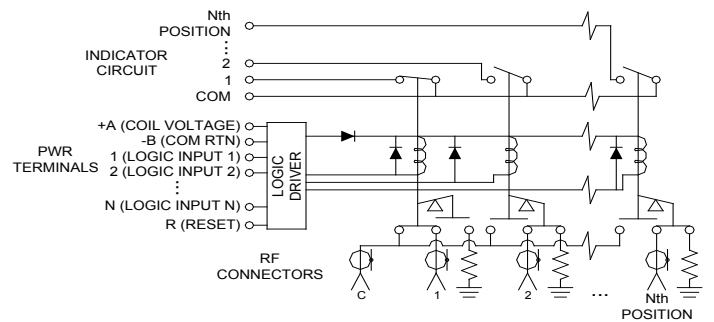 Nth
POSITION
⋮
INDICATOR
CIRCUIT
2
1
COM
PWR
TERMINALS
+A (COIL VOLTAGE)
-B (COM RTN)
1 (LOGIC INPUT 1)
2 (LOGIC INPUT 2)
⋮
N (LOGIC INPUT N)
R (RESET)
LOGIC
DRIVER
RF
CONNECTORS
C
1
2
...
Nth
POSITION